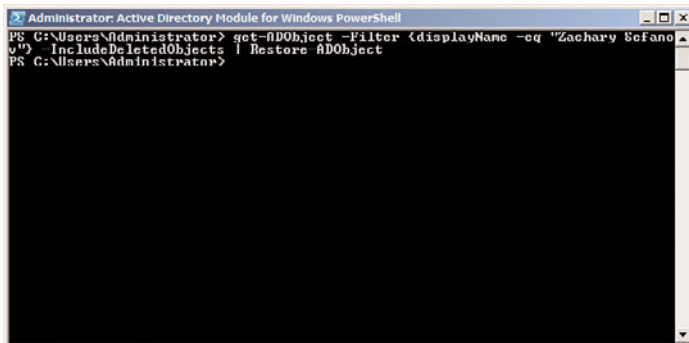 Administrator: Active Directory Module for Windows PowerShell
PS C:\Users\Administrator> get-ADObject -Filter {displayName -eq "Zachary Sefano
v"} -IncludeDeletedObjects | Restore-ADObject
PS C:\Users\Administrator>